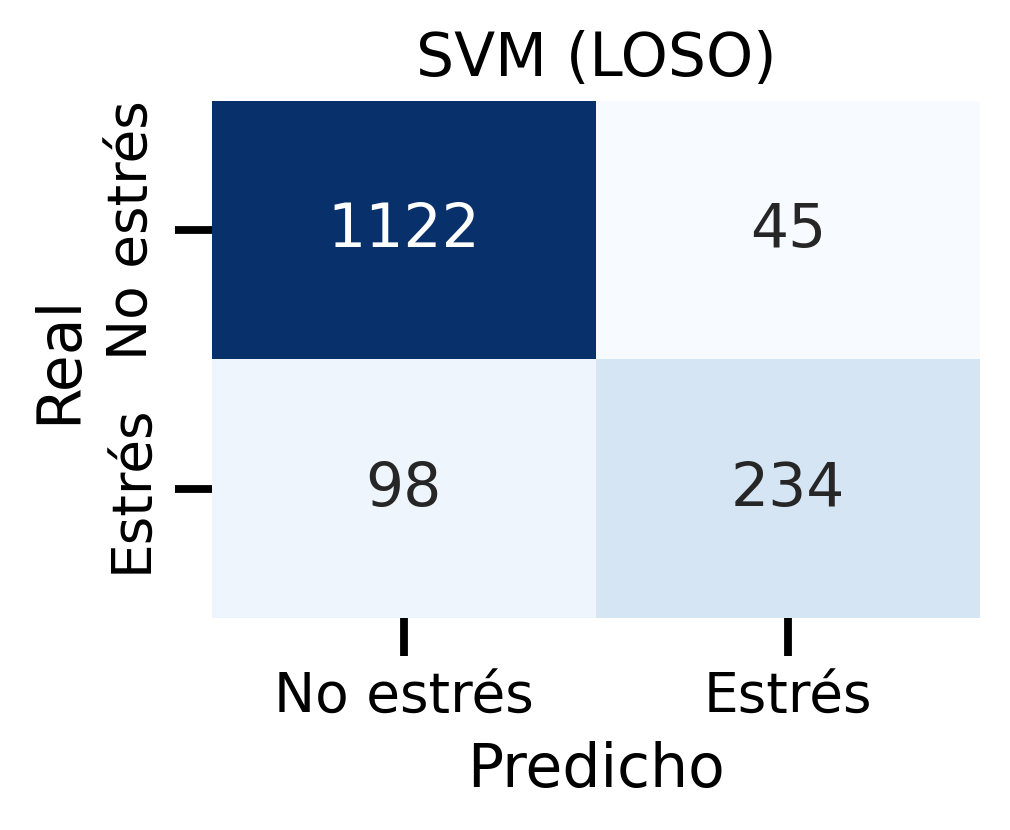 SVM (LOSO)
Real
No estrés
1122
45
Estrés
98
234
No estrés
Estrés
Predicho